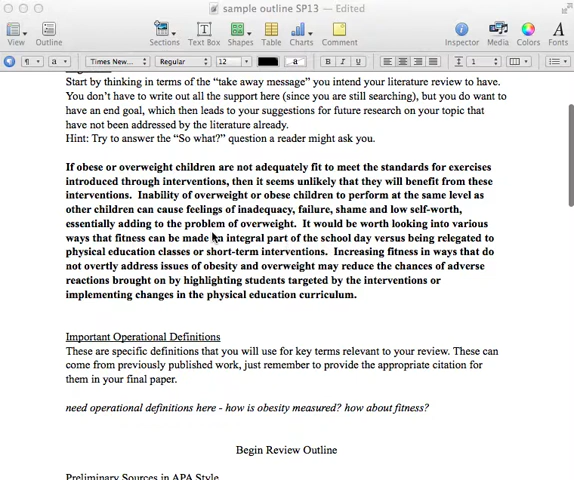 sample outline SP13 — Edited
View Outline Sections Text Box Shapes Table Charts Comment Inspector Media Colors Fonts
¶ a Times New... Regular 12 a B I U 1
Start by thinking in terms of the “take away message” you intend your literature review to have.
You don’t have to write out all the support here (since you are still searching), but you do want to
have an end goal, which then leads to your suggestions for future research on your topic that
have not been addressed by the literature already.
Hint: Try to answer the “So what?” question a reader might ask you.
If obese or overweight children are not adequately fit to meet the standards for exercises
introduced through interventions, then it seems unlikely that they will benefit from these
interventions. Inability of overweight or obese children to perform at the same level as
other children can cause feelings of inadequacy, failure, shame and low self-worth,
essentially adding to the problem of overweight. It would be worth looking into various
ways that fitness can be made an integral part of the school day versus being relegated to
physical education classes or short-term interventions. Increasing fitness in ways that do
not overtly address issues of obesity and overweight may reduce the chances of adverse
reactions brought on by highlighting students targeted by the interventions or
implementing changes in the physical education curriculum.
Important Operational Definitions
These are specific definitions that you will use for key terms relevant to your review. These can
come from previously published work, just remember to provide the appropriate citation for
them in your final paper.
need operational definitions here - how is obesity measured? how about fitness?
Begin Review Outline
Preliminary Sources in APA Style